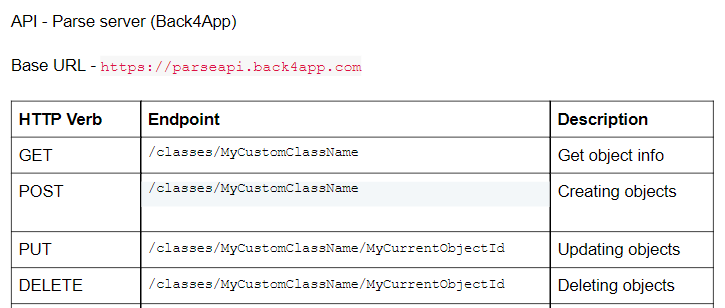 API - Parse server (Back4App)
Base URL - https://parseapi.back4app.com
HTTP Verb Endpoint Description
GET /classes/MyCustomClassName Get object info
POST /classes/MyCustomClassName Creating objects
PUT /classes/MyCustomClassName/MyCurrentObjectId Updating objects
DELETE /classes/MyCustomClassName/MyCurrentObjectId Deleting objects